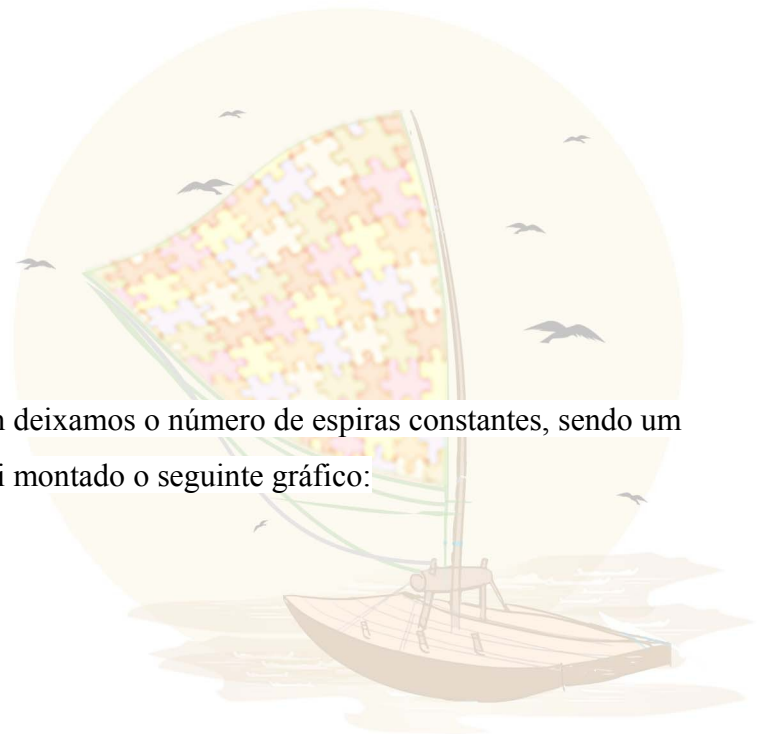 deixamos o número de espiras constantes, sendo um
montado o seguinte gráfico: